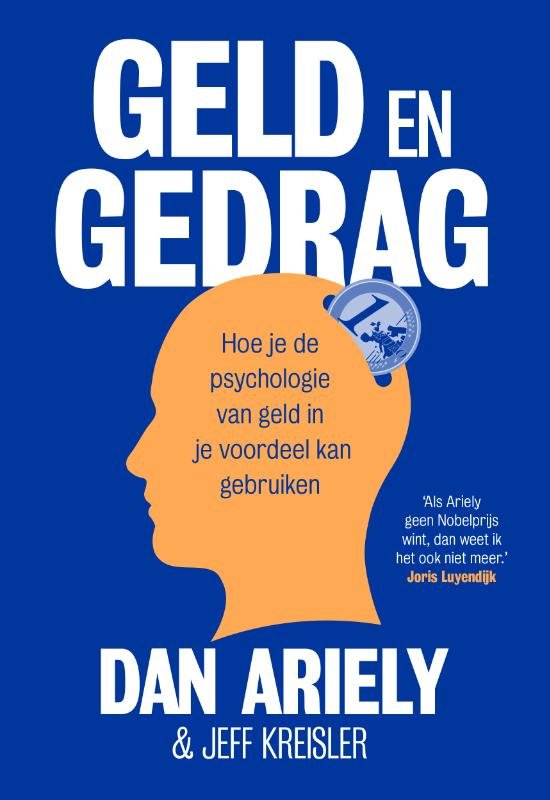 GELD EN
GEDRAG
1
Hoe je de
psychologie
van geld in
je voordeel kan
gebruiken
‘Als Ariely
geen Nobelprijs
wint, dan weet ik
het ook niet meer.’
Joris Luyendijk
DAN ARIELY
& JEFF KREISLER